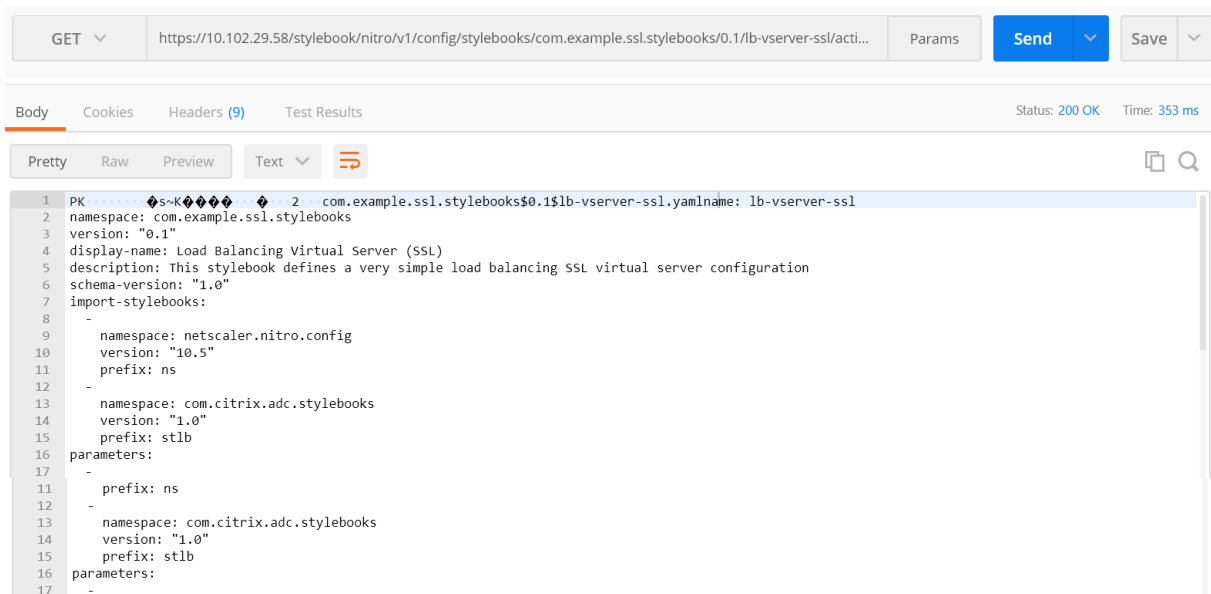 GET https://10.102.29.58/stylebook/nitro/v1/config/stylebooks/com.example.ssl.stylebooks/0.1/lb-vserver-ssl/acti... Params Send Save
Body Cookies Headers (9) Test Results Status: 200 OK Time: 353 ms
Pretty Raw Preview Text
1 PK ········�s~K���� ·· � · 2 ·· com.example.ssl.stylebooks$0.1$lb-vserver-ssl.yamlname: lb-vserver-ssl
2 namespace: com.example.ssl.stylebooks
3 version: "0.1"
4 display-name: Load Balancing Virtual Server (SSL)
5 description: This stylebook defines a very simple load balancing SSL virtual server configuration
6 schema-version: "1.0"
7 import-stylebooks:
8 -
9 namespace: netscaler.nitro.config
10 version: "10.5"
11 prefix: ns
12 -
13 namespace: com.citrix.adc.stylebooks
14 version: "1.0"
15 prefix: stlb
16 parameters:
17 -
11 prefix: ns
12 -
13 namespace: com.citrix.adc.stylebooks
14 version: "1.0"
15 prefix: stlb
16 parameters:
17 -